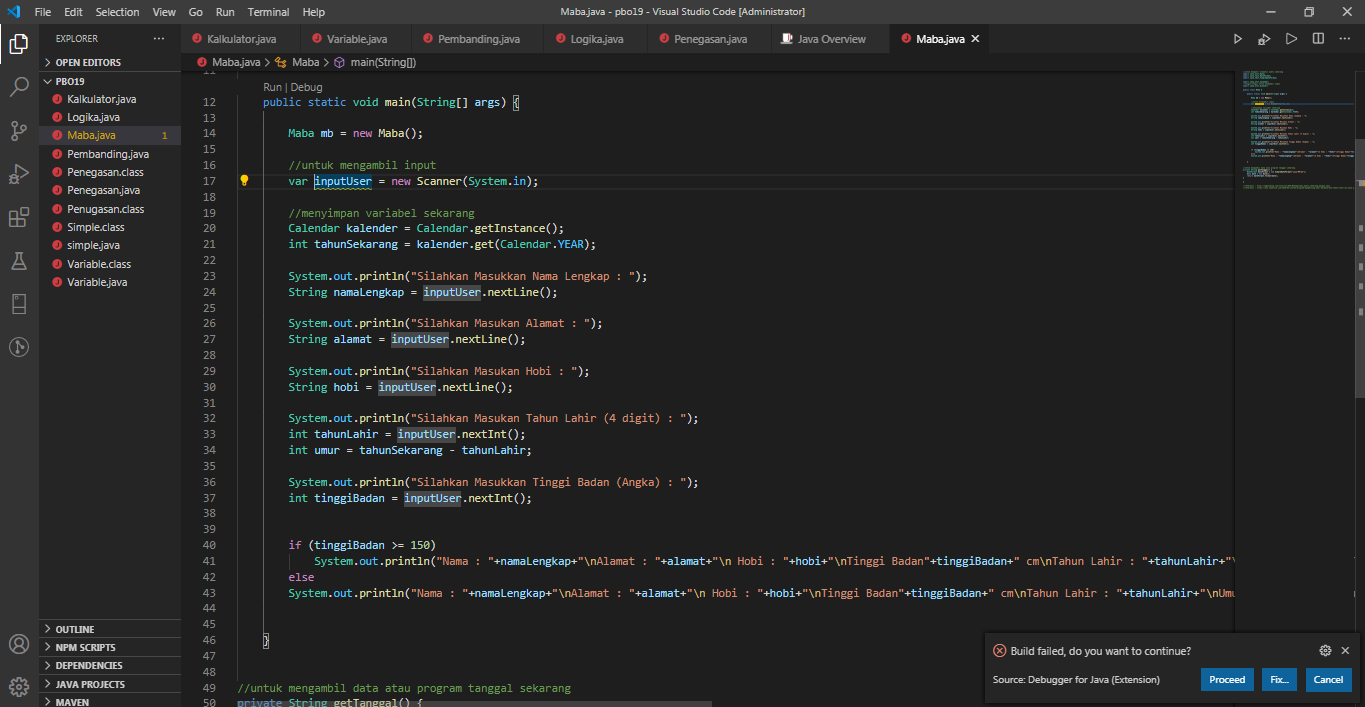 File Edit Selection View Go Run Terminal Help
Maba.java - pbo19 - Visual Studio Code [Administrator]
EXPLORER
Kalkulator.java Variable.java Pembanding.java Logika.java Penegasan.java Java Overview Maba.java
OPEN EDITORS
Maba.java > Maba > main(String[])
PBO19
Kalkulator.java
Logika.java
Maba.java 1
Pembanding.java
Penegasan.class
Penegasan.java
Penugasan.class
Simple.class
simple.java
Variable.class
Variable.java
OUTLINE
NPM SCRIPTS
DEPENDENCIES
JAVA PROJECTS
MAVEN
11
Run | Debug
12 public static void main(String[] args) {
13
14 Maba mb = new Maba();
15
16 //untuk mengambil input
17 var inputUser = new Scanner(System.in);
18
19 //menyimpan variabel sekarang
20 Calendar kalender = Calendar.getInstance();
21 int tahunSekarang = kalender.get(Calendar.YEAR);
22
23 System.out.println("Silahkan Masukkan Nama Lengkap : ");
24 String namaLengkap = inputUser.nextLine();
25
26 System.out.println("Silahkan Masukan Alamat : ");
27 String alamat = inputUser.nextLine();
28
29 System.out.println("Silahkan Masukan Hobi : ");
30 String hobi = inputUser.nextLine();
31
32 System.out.println("Silahkan Masukan Tahun Lahir (4 digit) : ");
33 int tahunLahir = inputUser.nextInt();
34 int umur = tahunSekarang - tahunLahir;
35
36 System.out.println("Silahkan Masukkan Tinggi Badan (Angka) : ");
37 int tinggiBadan = inputUser.nextInt();
38
39
40 if (tinggiBadan >= 150)
41 System.out.println("Nama : "+namaLengkap+"\nAlamat : "+alamat+"\n Hobi : "+hobi+"\nTinggi Badan"+tinggiBadan+" cm\nTahun Lahir : "+tahunLahir+"\
42 else
43 System.out.println("Nama : "+namaLengkap+"\nAlamat : "+alamat+"\n Hobi : "+hobi+"\nTinggi Badan"+tinggiBadan+" cm\nTahun Lahir : "+tahunLahir+"\nUmu
44
45
46 }
47
48
49 //untuk mengambil data atau program tanggal sekarang
50 private String getTanggal() {
Build failed, do you want to continue?
Source: Debugger for Java (Extension)
Proceed Fix... Cancel